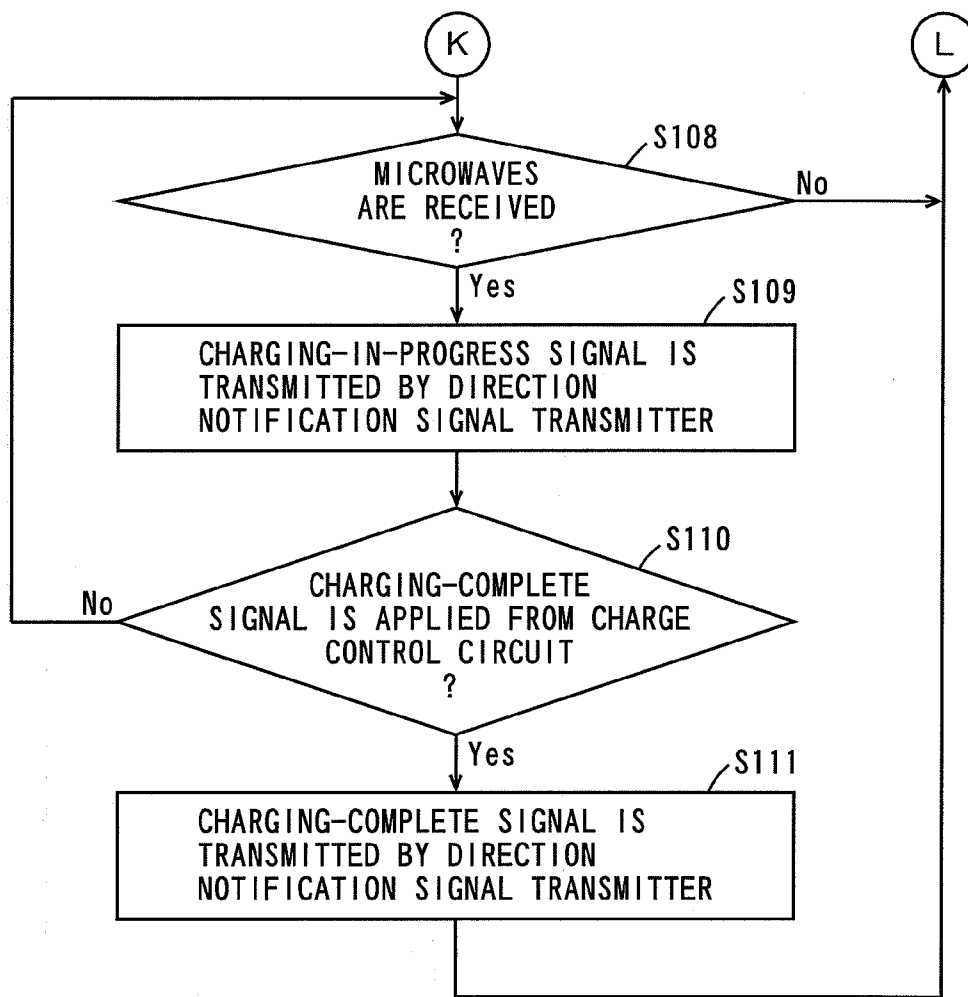 K
L
S108
MICROWAVES
ARE RECEIVED
?
No
Yes
S109
CHARGING-IN-PROGRESS SIGNAL IS
TRANSMITTED BY DIRECTION
NOTIFICATION SIGNAL TRANSMITTER
S110
CHARGING-COMPLETE
SIGNAL IS APPLIED FROM CHARGE
CONTROL CIRCUIT
?
No
Yes
S111
CHARGING-COMPLETE SIGNAL IS
TRANSMITTED BY DIRECTION
NOTIFICATION SIGNAL TRANSMITTER